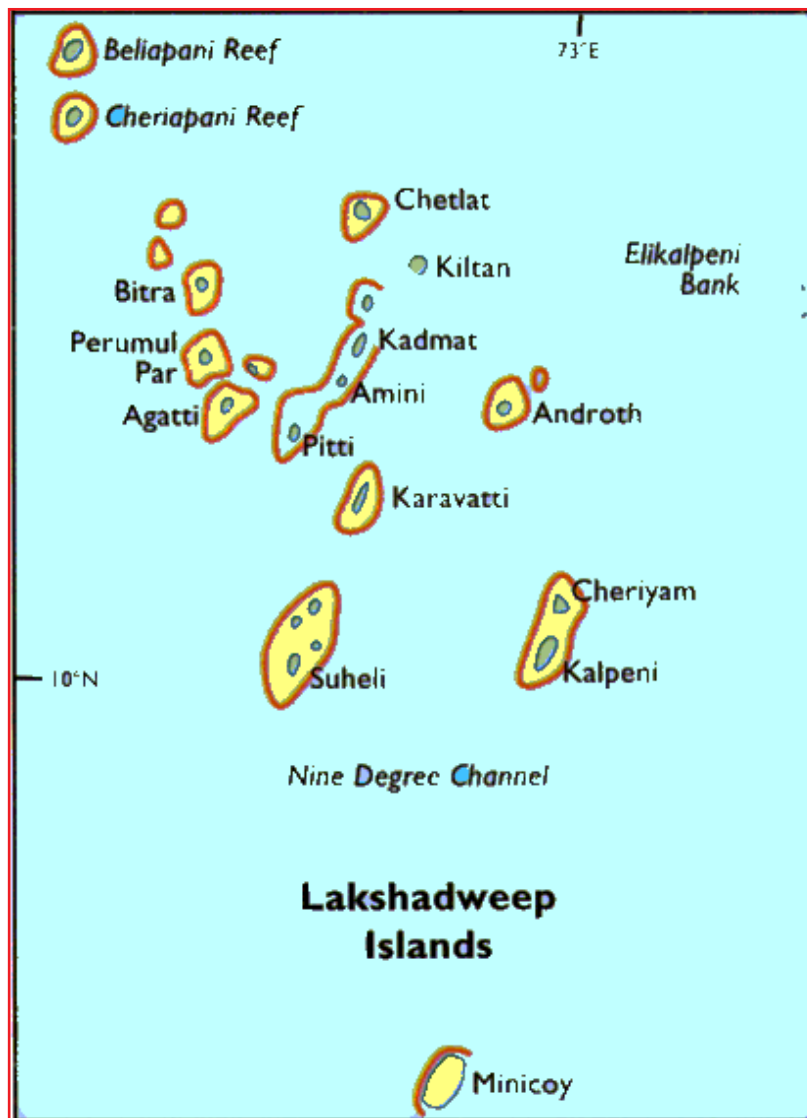 Beliapani Reef
73°E
Cheriapani Reef
Chetlat
Kiltan
Elikalpeni
Bank
Bitra
Perumul
Par
Kadmat
Amini
Agatti
Androth
Pitti
Karavatti
Cheriyam
Kalpeni
Suheli
10°N
Nine Degree Channel
Lakshadweep
Islands
Minicoy